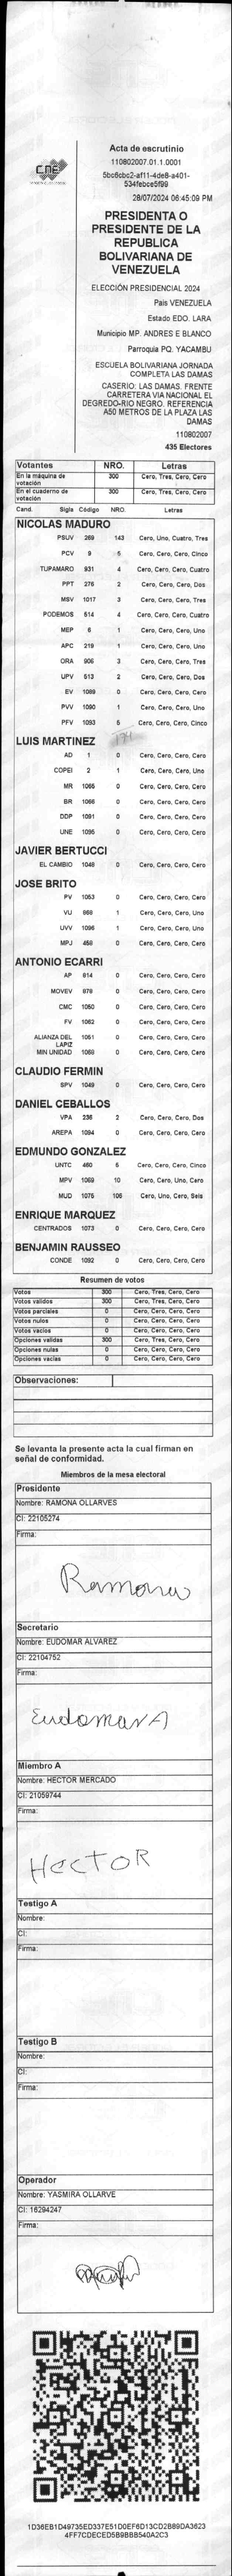 CNE
Acta de escrutinio
110802007.01.1.0001
5bc6cbc2-af11-4de8-a401-
534febce5f99
28/07/2024 06:45:09 PM
PRESIDENTA O
PRESIDENTE DE LA
REPUBLICA
BOLIVARIANA DE
VENEZUELA
ELECCIÓN PRESIDENCIAL 2024
Pais VENEZUELA
Estado EDO. LARA
Municipio MP. ANDRES E BLANCO
Parroquia PQ. YACAMBU
ESCUELA BOLIVARIANA JORNADA
COMPLETA LAS DAMAS
CASERIO: LAS DAMAS. FRENTE
CARRETERA VIA NACIONAL EL
DEGREDO-RIO NEGRO. REFERENCIA
A50 METROS DE LA PLAZA LAS
DAMAS
110802007
435 Electores
Votantes NRO. Letras
En la máquina de votación 300 Cero, Tres, Cero, Cero
En el cuaderno de votación 300 Cero, Tres, Cero, Cero
Cand. Sigla Código NRO. Letras
NICOLAS MADURO
PSUV 269 143 Cero, Uno, Cuatro, Tres
PCV 9 5 Cero, Cero, Cero, Cinco
TUPAMARO 931 4 Cero, Cero, Cero, Cuatro
PPT 276 2 Cero, Cero, Cero, Dos
MSV 1017 3 Cero, Cero, Cero, Tres
PODEMOS 514 4 Cero, Cero, Cero, Cuatro
MEP 6 1 Cero, Cero, Cero, Uno
APC 219 1 Cero, Cero, Cero, Uno
ORA 906 3 Cero, Cero, Cero, Tres
UPV 513 2 Cero, Cero, Cero, Dos
EV 1089 0 Cero, Cero, Cero, Cero
PVV 1090 1 Cero, Cero, Cero, Uno
PFV 1093 5 Cero, Cero, Cero, Cinco
174
LUIS MARTINEZ
AD 1 0 Cero, Cero, Cero, Cero
COPEI 2 1 Cero, Cero, Cero, Uno
MR 1065 0 Cero, Cero, Cero, Cero
BR 1066 0 Cero, Cero, Cero, Cero
DDP 1091 0 Cero, Cero, Cero, Cero
UNE 1095 0 Cero, Cero, Cero, Cero
JAVIER BERTUCCI
EL CAMBIO 1048 0 Cero, Cero, Cero, Cero
JOSE BRITO
PV 1053 0 Cero, Cero, Cero, Cero
VU 868 1 Cero, Cero, Cero, Uno
UVV 1096 1 Cero, Cero, Cero, Uno
MPJ 458 0 Cero, Cero, Cero, Cero
ANTONIO ECARRI
AP 814 0 Cero, Cero, Cero, Cero
MOVEV 878 0 Cero, Cero, Cero, Cero
CMC 1050 0 Cero, Cero, Cero, Cero
FV 1062 0 Cero, Cero, Cero, Cero
ALIANZA DEL LAPIZ 1051 0 Cero, Cero, Cero, Cero
MIN UNIDAD 1059 0 Cero, Cero, Cero, Cero
CLAUDIO FERMIN
SPV 1049 0 Cero, Cero, Cero, Cero
DANIEL CEBALLOS
VPA 236 2 Cero, Cero, Cero, Dos
AREPA 1094 0 Cero, Cero, Cero, Cero
EDMUNDO GONZALEZ
UNTC 460 5 Cero, Cero, Cero, Cinco
MPV 1069 10 Cero, Cero, Uno, Cero
MUD 1075 106 Cero, Uno, Cero, Seis
ENRIQUE MARQUEZ
CENTRADOS 1073 0 Cero, Cero, Cero, Cero
BENJAMIN RAUSSEO
CONDE 1092 0 Cero, Cero, Cero, Cero
Resumen de votos
Votos 300 Cero, Tres, Cero, Cero
Votos validos 300 Cero, Tres, Cero, Cero
Votos parciales 0 Cero, Cero, Cero, Cero
Votos nulos 0 Cero, Cero, Cero, Cero
Votos vacios 0 Cero, Cero, Cero, Cero
Opciones validas 300 Cero, Tres, Cero, Cero
Opciones nulas 0 Cero, Cero, Cero, Cero
Opciones vacias 0 Cero, Cero, Cero, Cero
Observaciones:
Se levanta la presente acta la cual firman en
señal de conformidad.
Miembros de la mesa electoral
Presidente
Nombre: RAMONA OLLARVES
CI: 22105274
Firma:
Ramona
Secretario
Nombre: EUDOMAR ALVAREZ
CI: 22104752
Firma:
EudomarA
Miembro A
Nombre: HECTOR MERCADO
CI: 21059744
Firma:
HECTOR
Testigo A
Nombre:
CI:
Firma:
Testigo B
Nombre:
CI:
Firma:
Operador
Nombre: YASMIRA OLLARVE
CI: 16294247
Firma:
1D36EB1D49735ED337E51D0EF6D13CD2B89DA3623
4FF7CDECED5B9BBB540A2C3